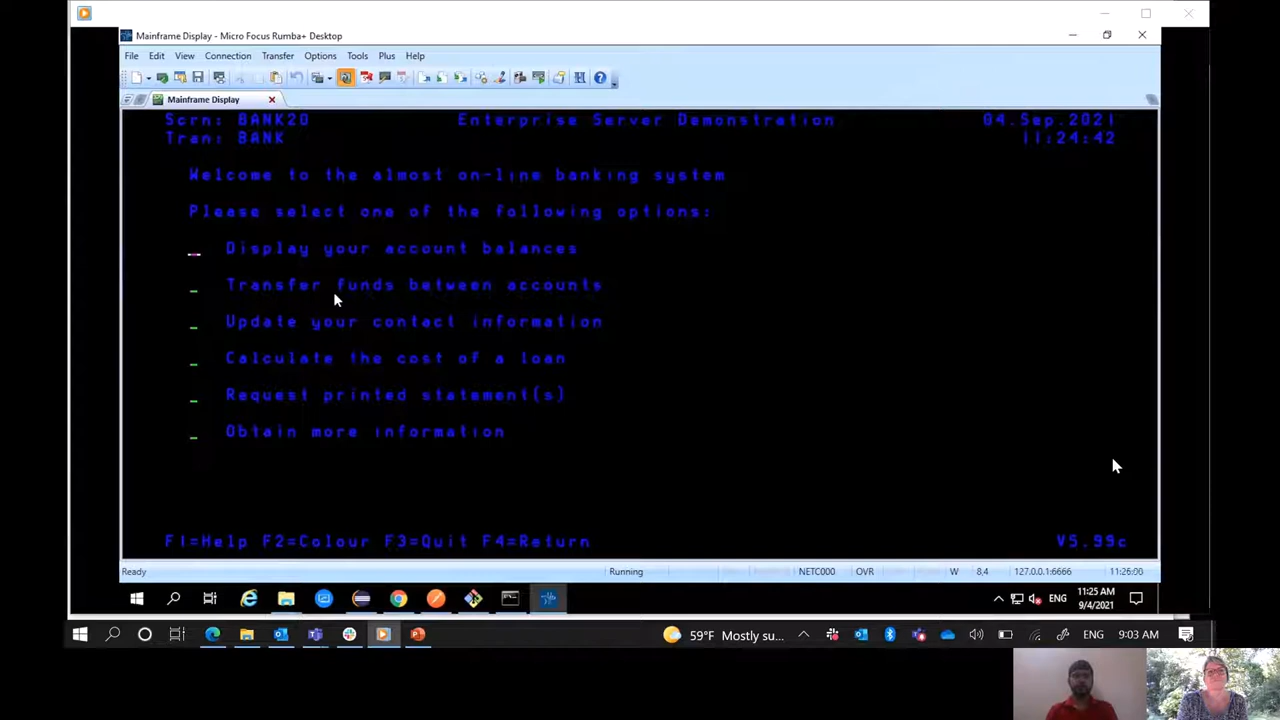 Mainframe Display - Micro Focus Rumba+ Desktop
File Edit View Connection Transfer Options Tools Plus Help
Mainframe Display
Scrn: BANK20 Enterprise Server Demonstration 04.Sep.2021
Tran: BANK 11:24:42
Welcome to the almost on-line banking system
Please select one of the following options:
_ Display your account balances
_ Transfer funds between accounts
_ Update your contact information
_ Calculate the cost of a loan
_ Request printed statement(s)
_ Obtain more information
F1=Help F2=Colour F3=Quit F4=Return V5.99c
Ready Running NETC000 OVR W 8,4 127.0.0.1:6666 11:26:00
ENG 11:25 AM
9/4/2021
59°F Mostly su... ENG 9:03 AM